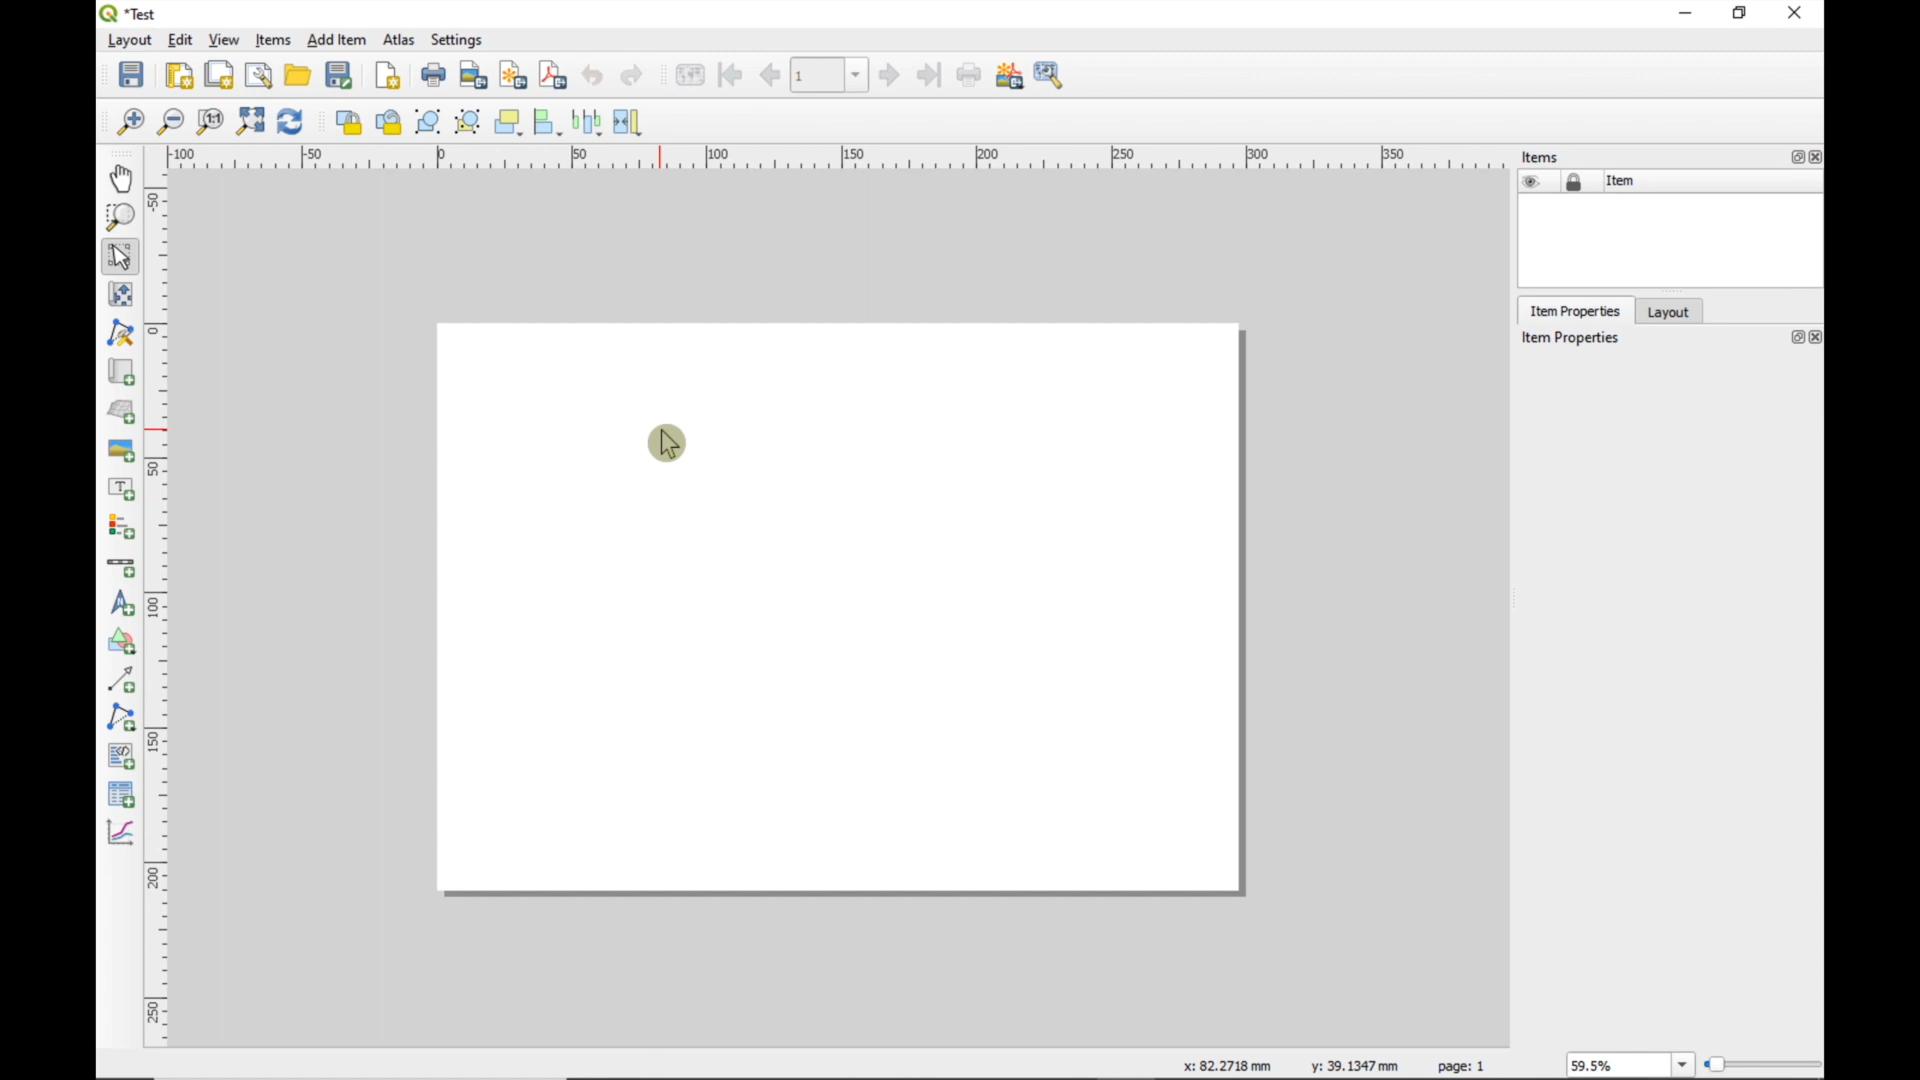 *Test
Layout Edit View Items Add Item Atlas Settings
1
-100 -50 0 50 100 150 200 250 300 350
Items
Item
Item Properties Layout
Item Properties
-50
0
50
100
150
200
250
x: 82.2718 mm y: 39.1347 mm page: 1 59.5%